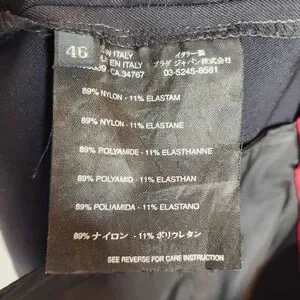 46
EN ITALY イタリー製
EN ITALY プラダ ジャパン株式会社
CA.34767 03-5245-8581
89% NYLON - 11% ELASTAM
89% NYLON - 11% ELASTANE
89% POLYAMIDE - 11% ELASTHANNE
89% POLYAMID - 11% ELASTHAN
89% POLIAMIDA - 11% ELASTANO
89% ナイロン - 11% ポリウレタン
SEE REVERSE FOR CARE INSTRUCTION